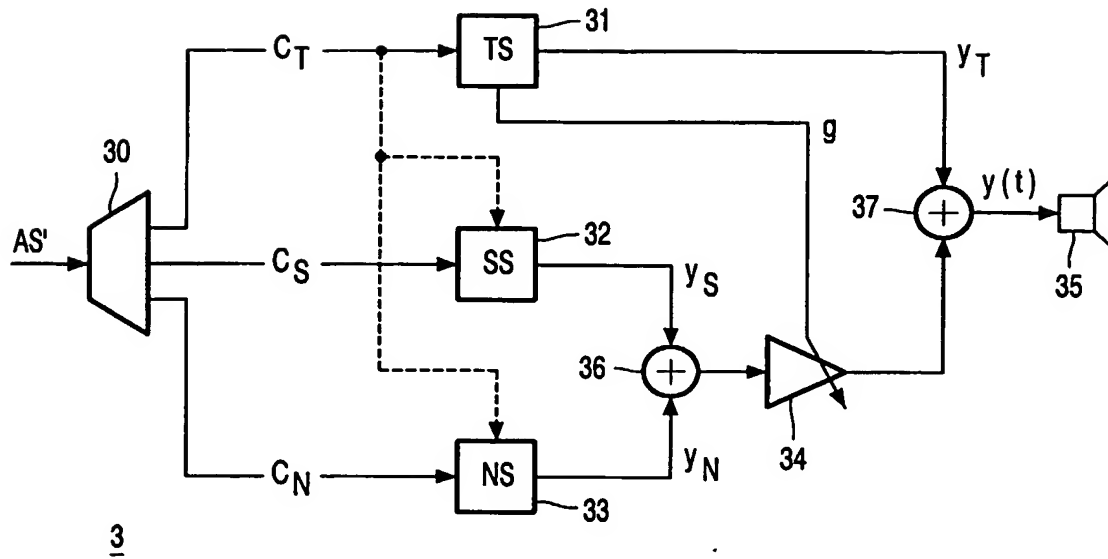 31
C_T
TS
y_T
30
g
37
y(t)
AS'
32
35
C_S
SS
y_S
36
34
C_N
NS
y_N
33
3